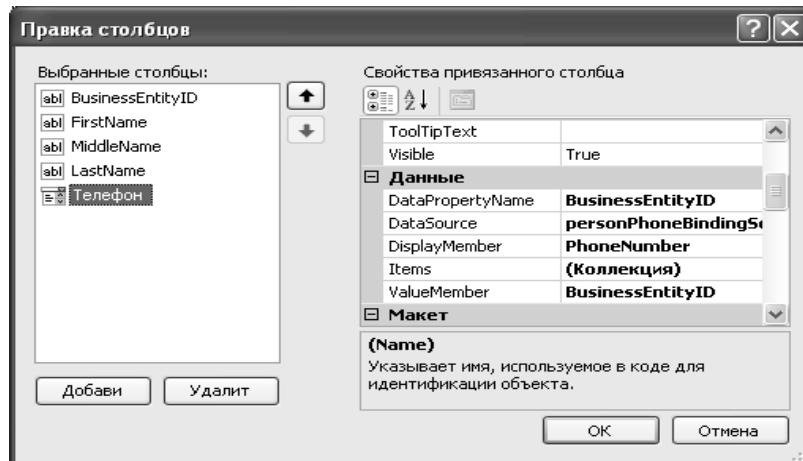 Правка столбцов
Выбранные столбцы:
BusinessEntityID
FirstName
MiddleName
LastName
Телефон
Добави
Удалит
Свойства привязанного столбца
ToolTipText
Visible True
Данные
DataPropertyName BusinessEntityID
DataSource personPhoneBindingSo
DisplayMember PhoneNumber
Items (Коллекция)
ValueMember BusinessEntityID
Макет
(Name)
Указывает имя, используемое в коде для
идентификации объекта.
ОК Отмена